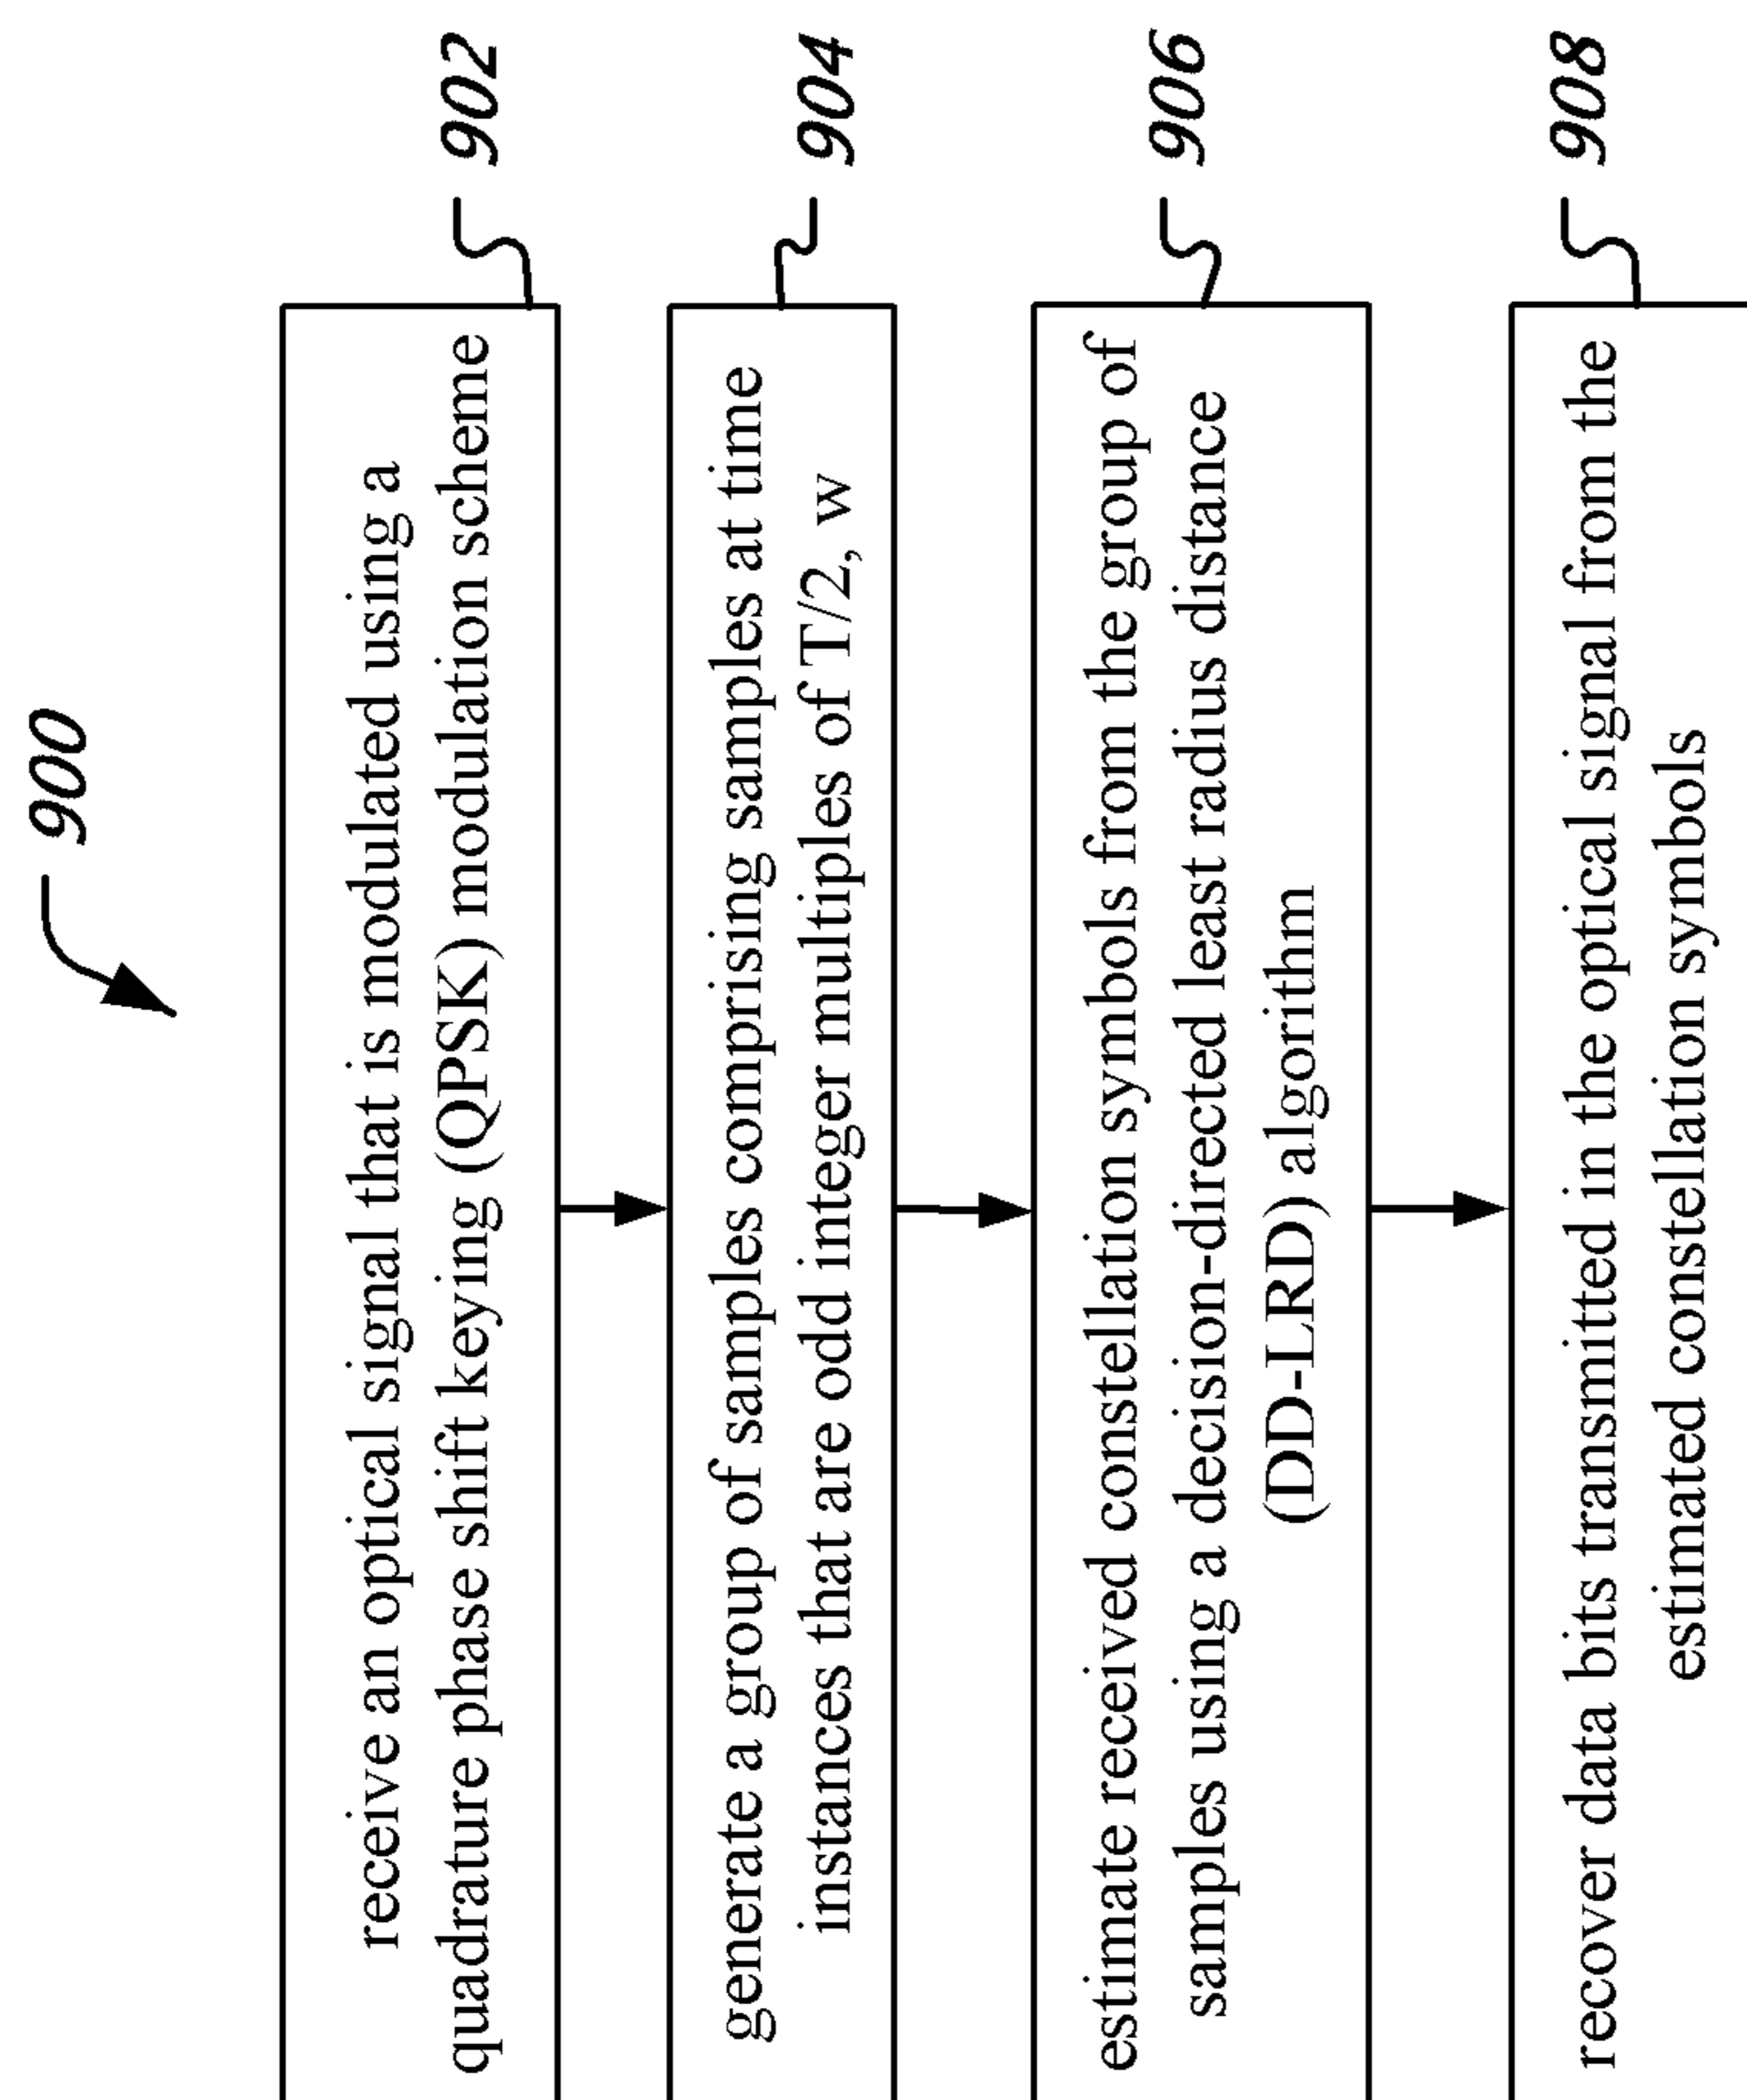 900
receive an optical signal that is modulated using a
quadrature phase shift keying (QPSK) modulation scheme
902
generate a group of samples comprising samples at time
instances that are odd integer multiples of T/2, w
904
estimate received constellation symbols from the group of
samples using a decision-directed least radius distance
(DD-LRD) algorithm
906
recover data bits transmitted in the optical signal from the
estimated constellation symbols
908